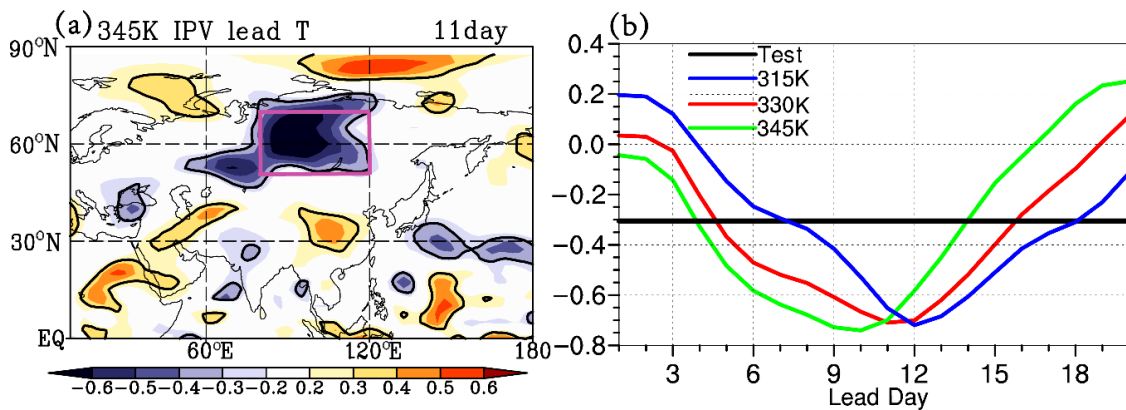 (a) 345K IPV lead T 11day
90°N
60°N
30°N
EQ
60°E 120°E 180
-0.6 -0.5 -0.4 -0.3 -0.2 0.2 0.3 0.4 0.5 0.6
(b)
Test
315K
330K
345K
0.4
0.2
0.0
-0.2
-0.4
-0.6
-0.8
3 6 9 12 15 18
Lead Day